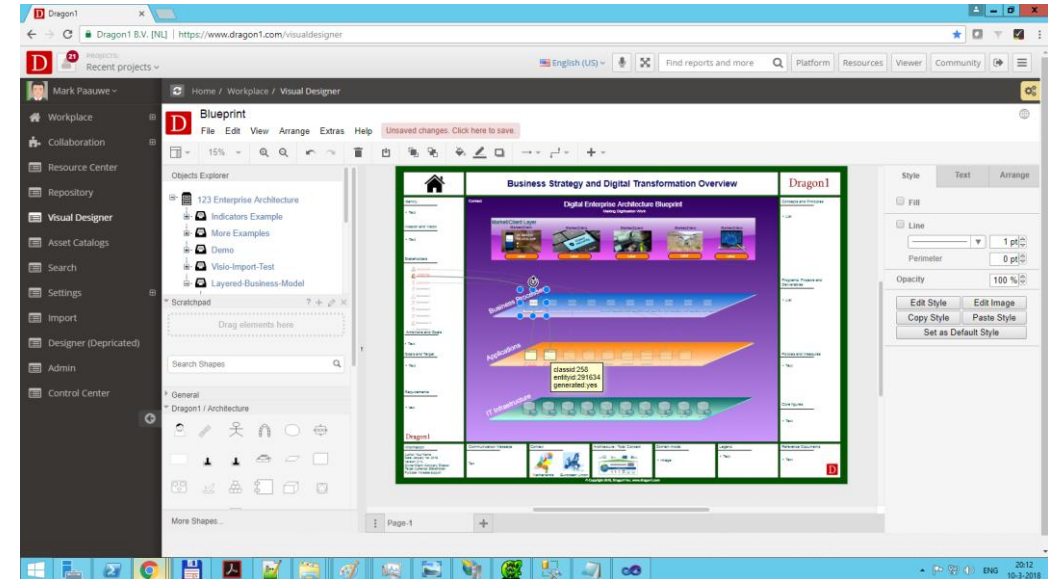 Dragon1
Dragon1 B.V. [NL] | https://www.dragon1.com/visualdesigner
D
21
PROJECTS:
Recent projects
English (US)
Find reports and more
Platform
Resources
Viewer
Community
Mark Paauwe
Home / Workplace / Visual Designer
Workplace
Collaboration
Resource Center
Repository
Visual Designer
Asset Catalogs
Search
Settings
Import
Designer (Depricated)
Admin
Control Center
D
Blueprint
File Edit View Arrange Extras Help
Unsaved changes. Click here to save.
15%
Objects Explorer
123 Enterprise Architecture
Indicators Example
More Examples
Demo
Visio-Import-Test
Layered-Business-Model
Scratchpad
?
Drag elements here
Search Shapes
General
Dragon1 / Architecture
More Shapes...
Business Strategy and Digital Transformation Overview
Dragon1
Digital Enterprise Architecture Blueprint
Market/Client Layer
Business Processes
Applications
classid:258
entityid:291634
generated:yes
IT Infrastructure
Dragon1
D
Page-1
Style Text Arrange
Fill
Line
1 pt
Perimeter
0 pt
Opacity
100 %
Edit Style
Edit Image
Copy Style
Paste Style
Set as Default Style
ENG
20:12
10-3-2018